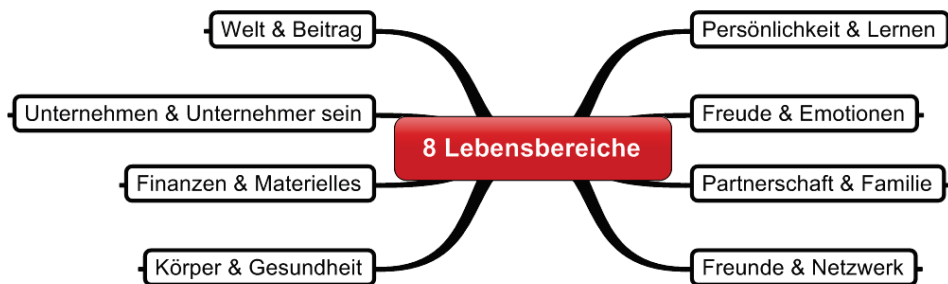 Welt & Beitrag
Persönlichkeit & Lernen
Unternehmen & Unternehmer sein
Freude & Emotionen
8 Lebensbereiche
Finanzen & Materielles
Partnerschaft & Familie
Körper & Gesundheit
Freunde & Netzwerk